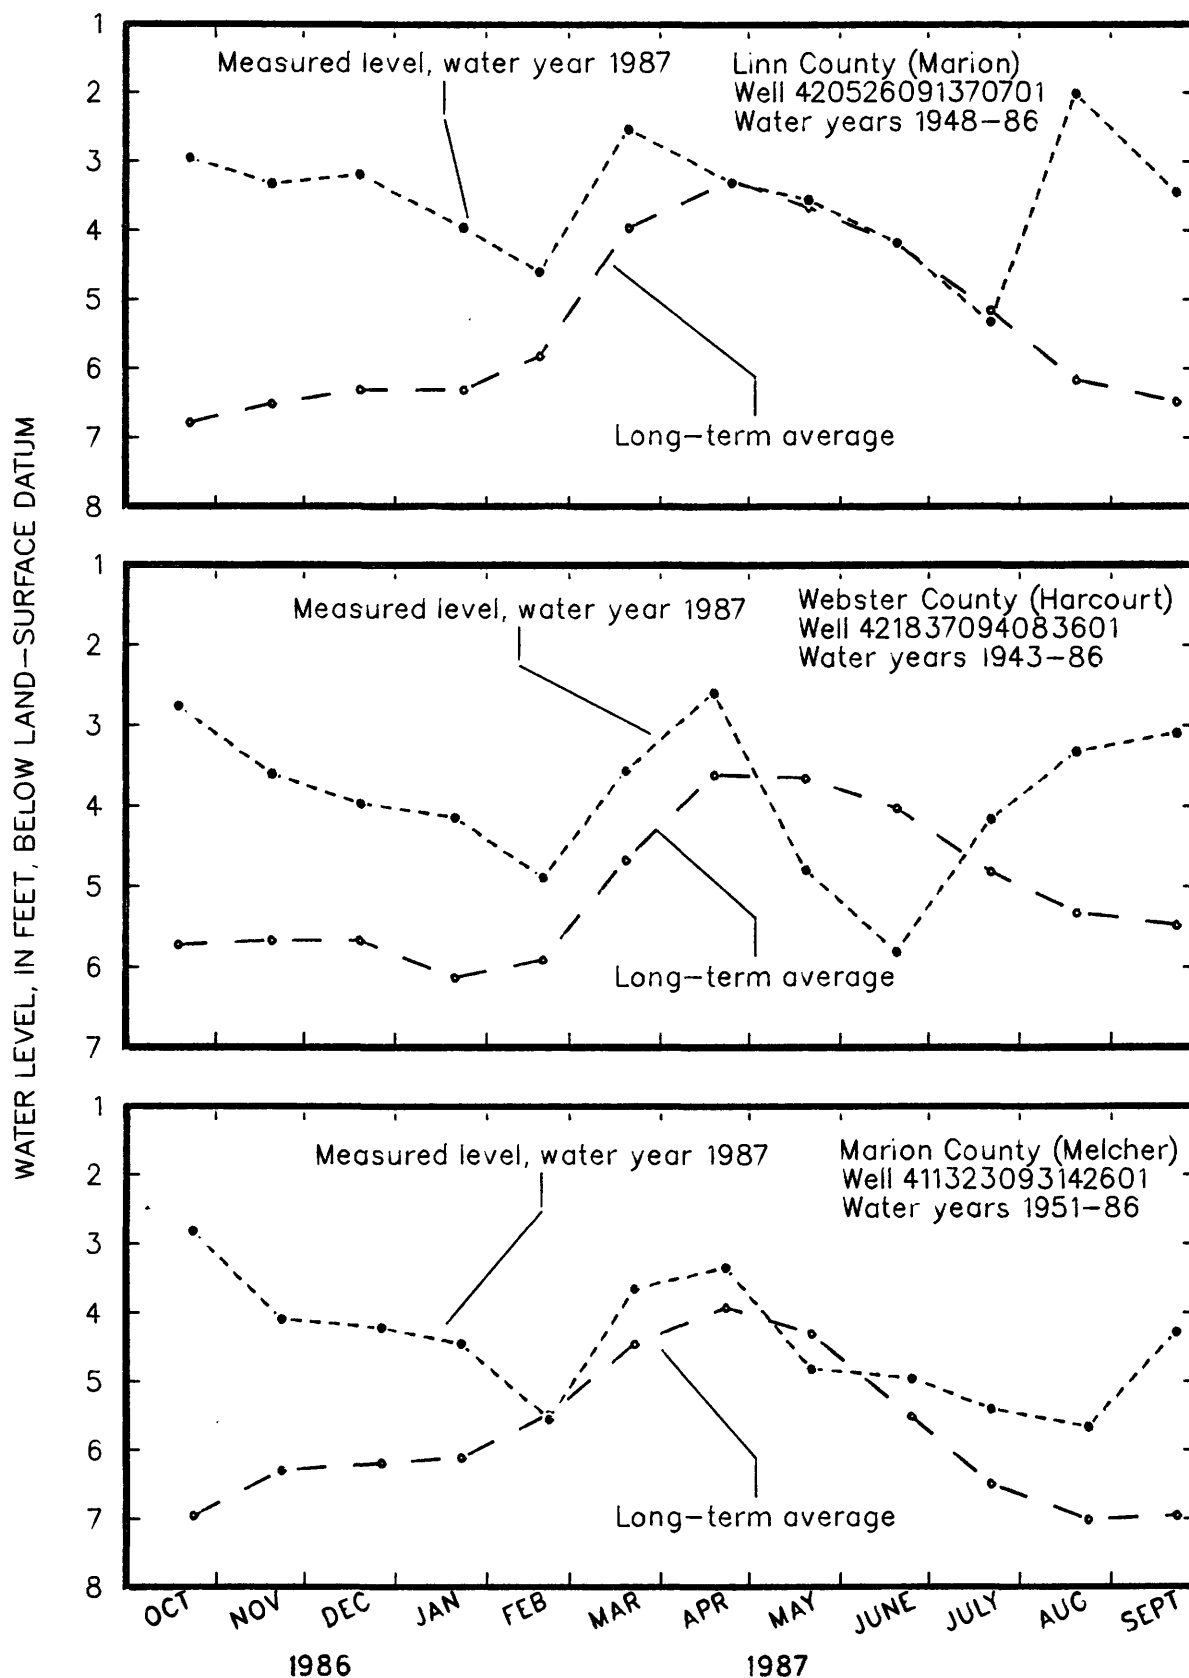 WATER LEVEL, IN FEET, BELOW LAND-SURFACE DATUM
1
2
3
4
5
6
7
8
Measured level, water year 1987
Linn County (Marion)
Well 420526091370701
Water years 1948-86
Long-term average
1
2
3
4
5
6
7
Measured level, water year 1987
Webster County (Harcourt)
Well 421837094083601
Water years 1943-86
Long-term average
1
2
3
4
5
6
7
8
Measured level, water year 1987
Marion County (Melcher)
Well 411323093142601
Water years 1951-86
Long-term average
OCT NOV DEC JAN FEB MAR APR MAY JUNE JULY AUG SEPT
1986 1987